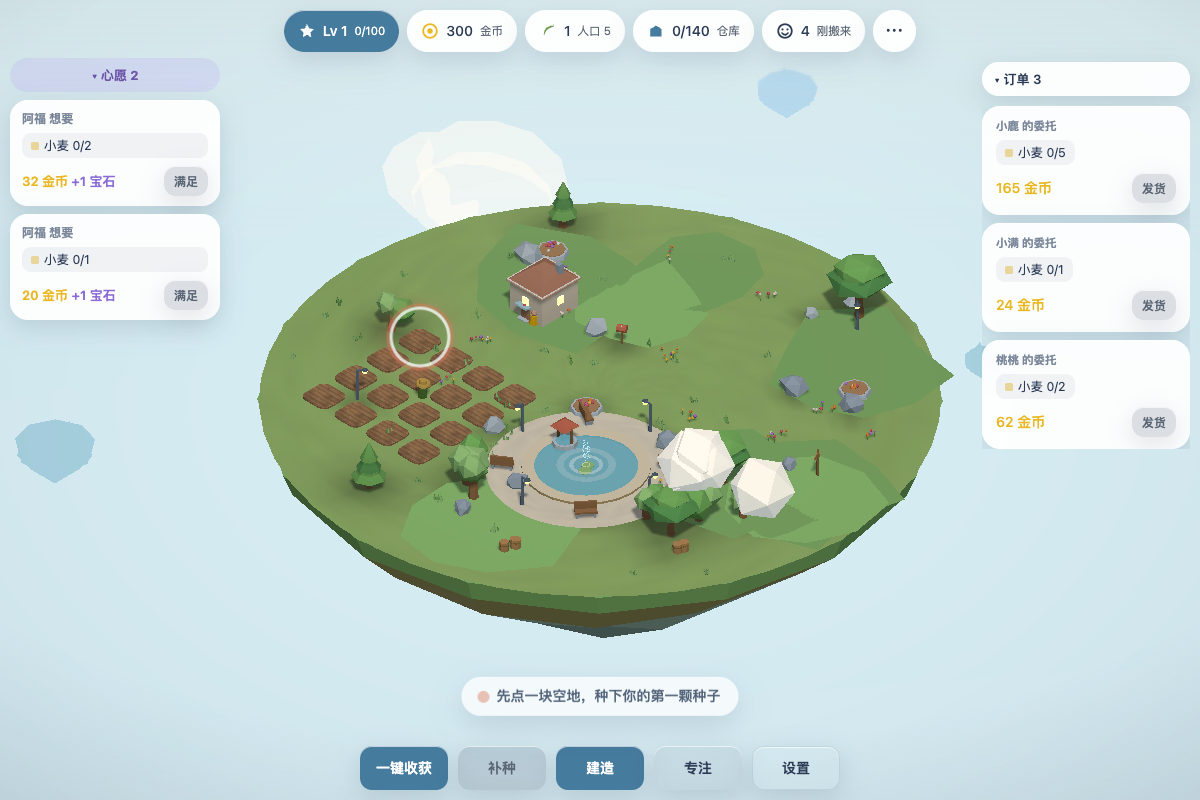 Lv 1 0/100
300 金币
1 人口 5
0/140 仓库
4 刚搬来
心愿 2
阿福 想要
小麦 0/2
32 金币 +1 宝石
满足
阿福 想要
小麦 0/1
20 金币 +1 宝石
满足
订单 3
小鹿 的委托
小麦 0/5
165 金币
发货
小满 的委托
小麦 0/1
24 金币
发货
桃桃 的委托
小麦 0/2
62 金币
发货
先点一块空地，种下你的第一颗种子
一键收获
补种
建造
专注
设置